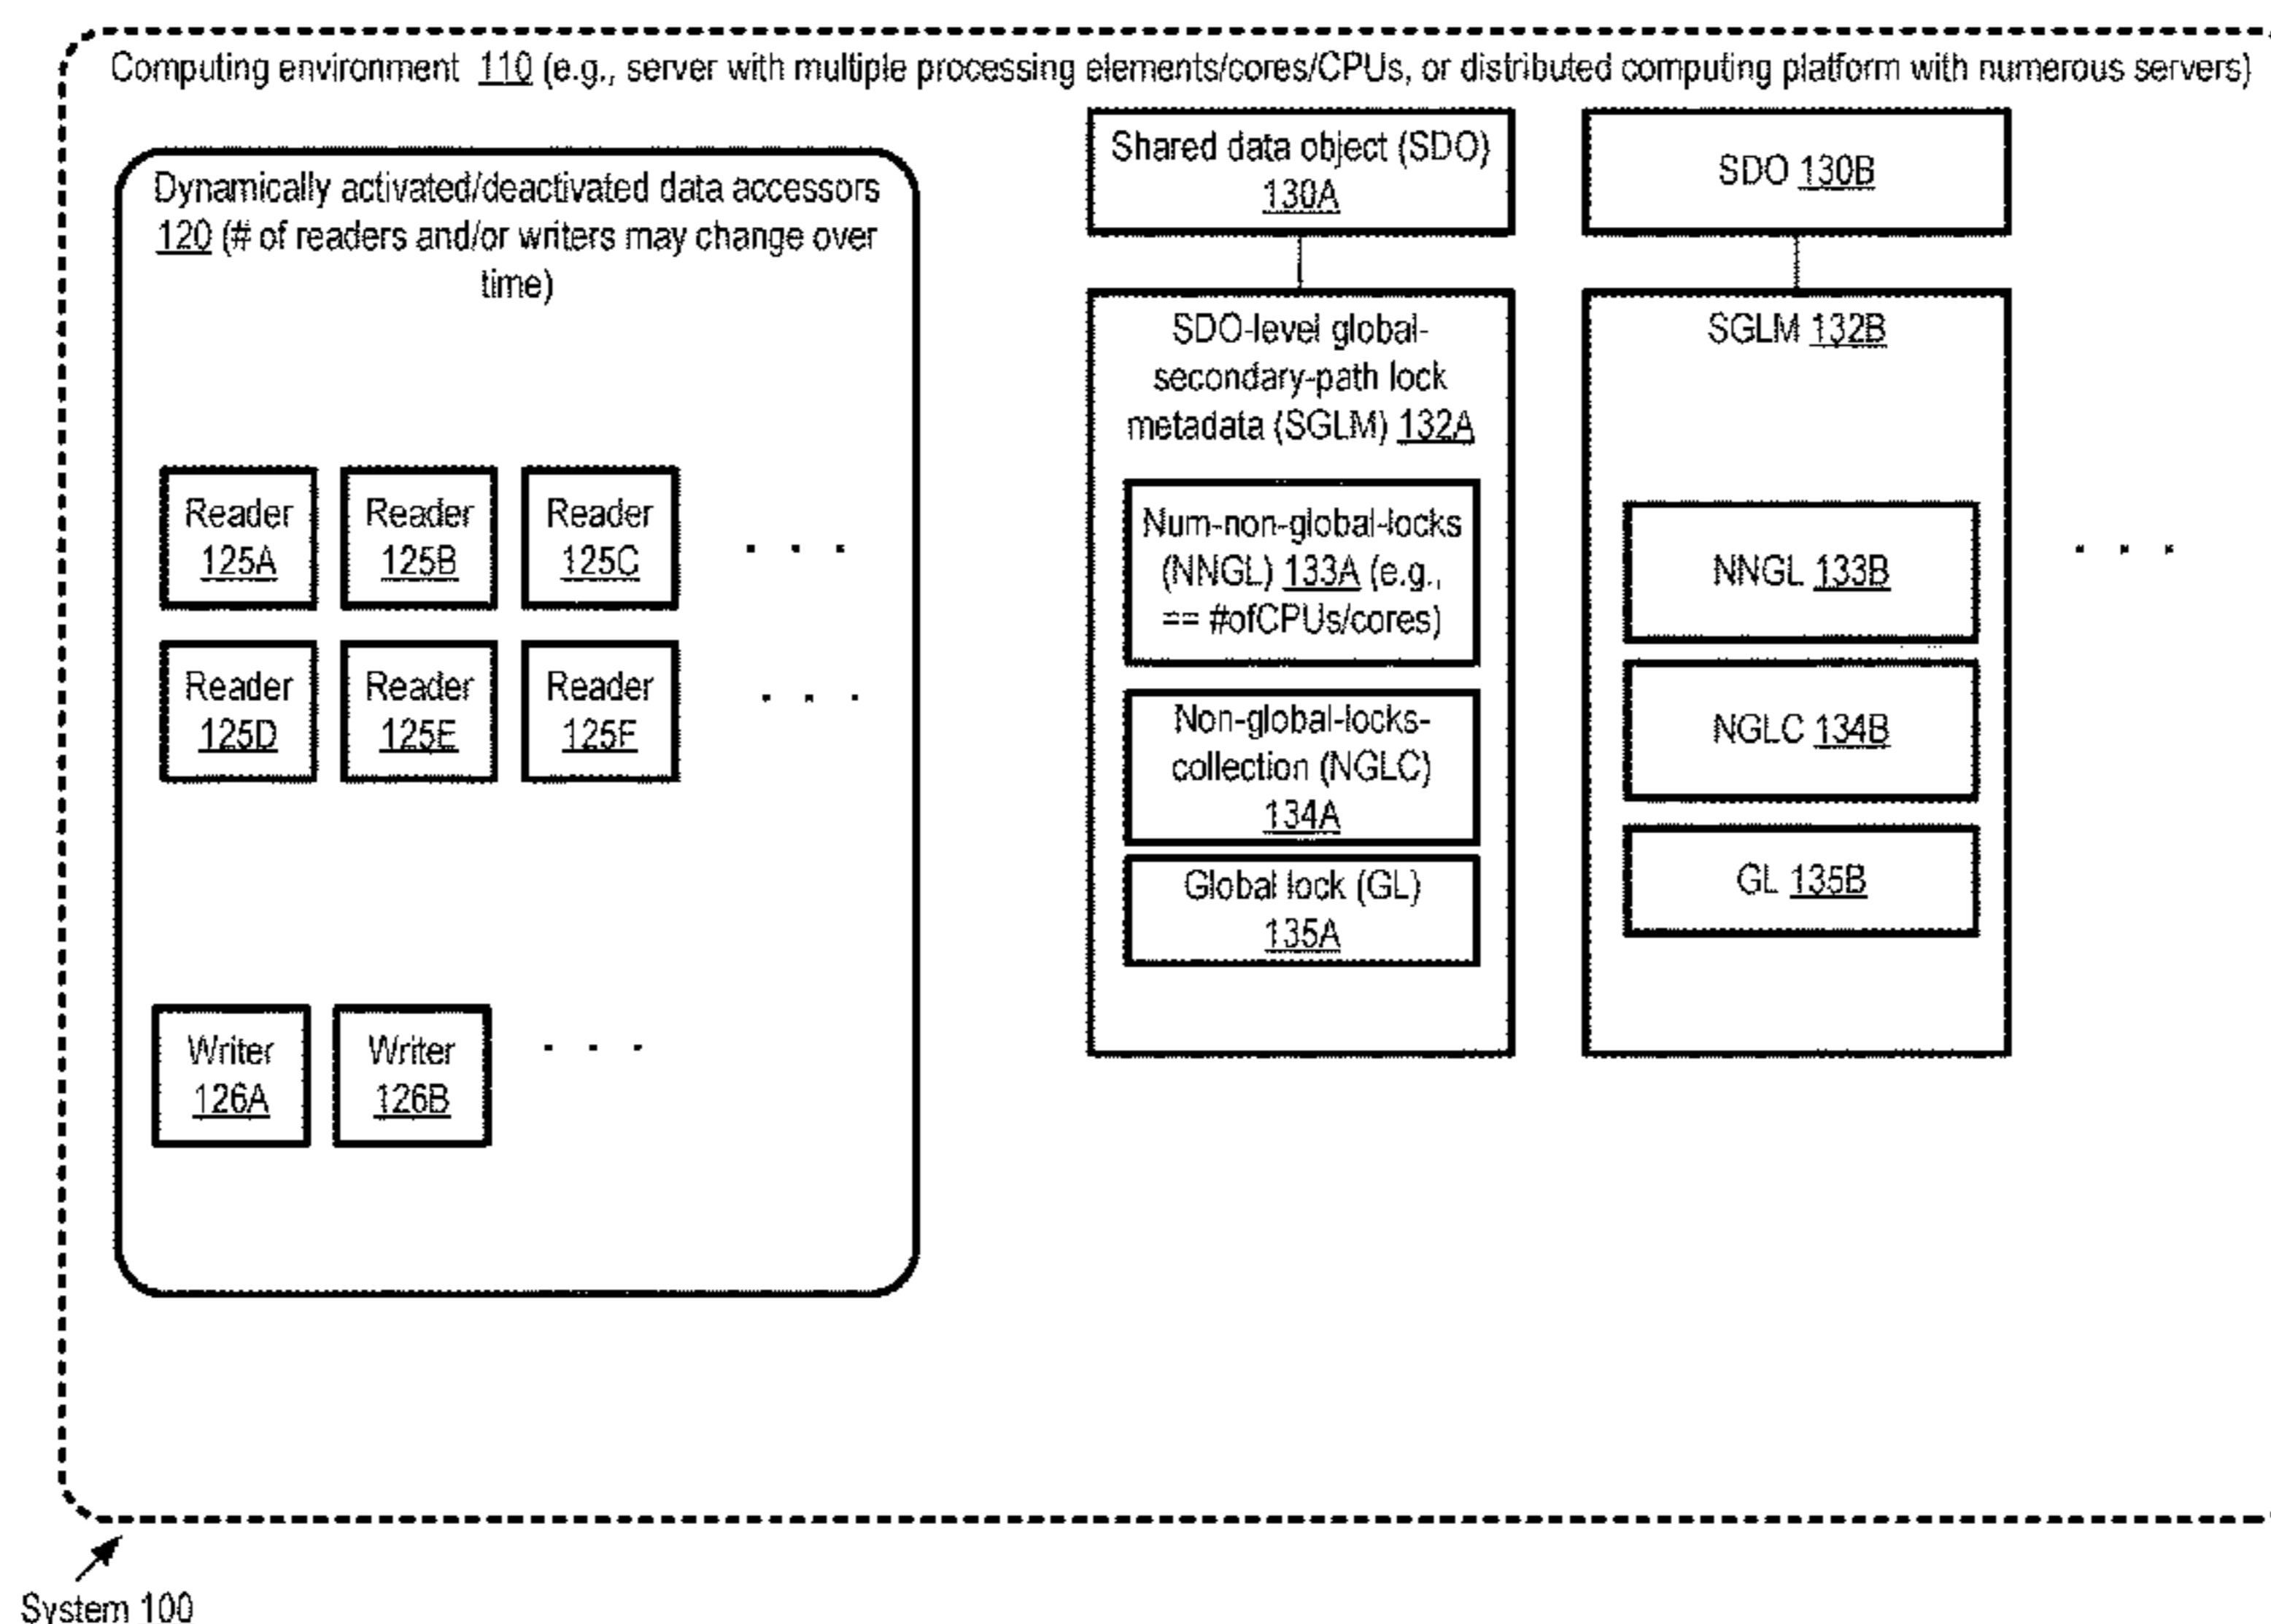 Computing environment 110 (e.g., server with multiple processing elements/cores/CPUs, or distributed computing platform with numerous servers)
Dynamically activated/deactivated data accessors
120 (# of readers and/or writers may change over
time)
Reader
125A
Reader
125B
Reader
125C
. . .
Reader
125D
Reader
125E
Reader
125F
. . .
Writer
126A
Writer
126B
. . .
Shared data object (SDO)
130A
SDO-level global-
secondary-path lock
metadata (SGLM) 132A
Num-non-global-locks
(NNGL) 133A (e.g.,
== #ofCPUs/cores)
Non-global-locks-
collection (NGLC)
134A
Global lock (GL)
135A
SDO 130B
SGLM 132B
NNGL 133B
NGLC 134B
GL 135B
. . .
System 100